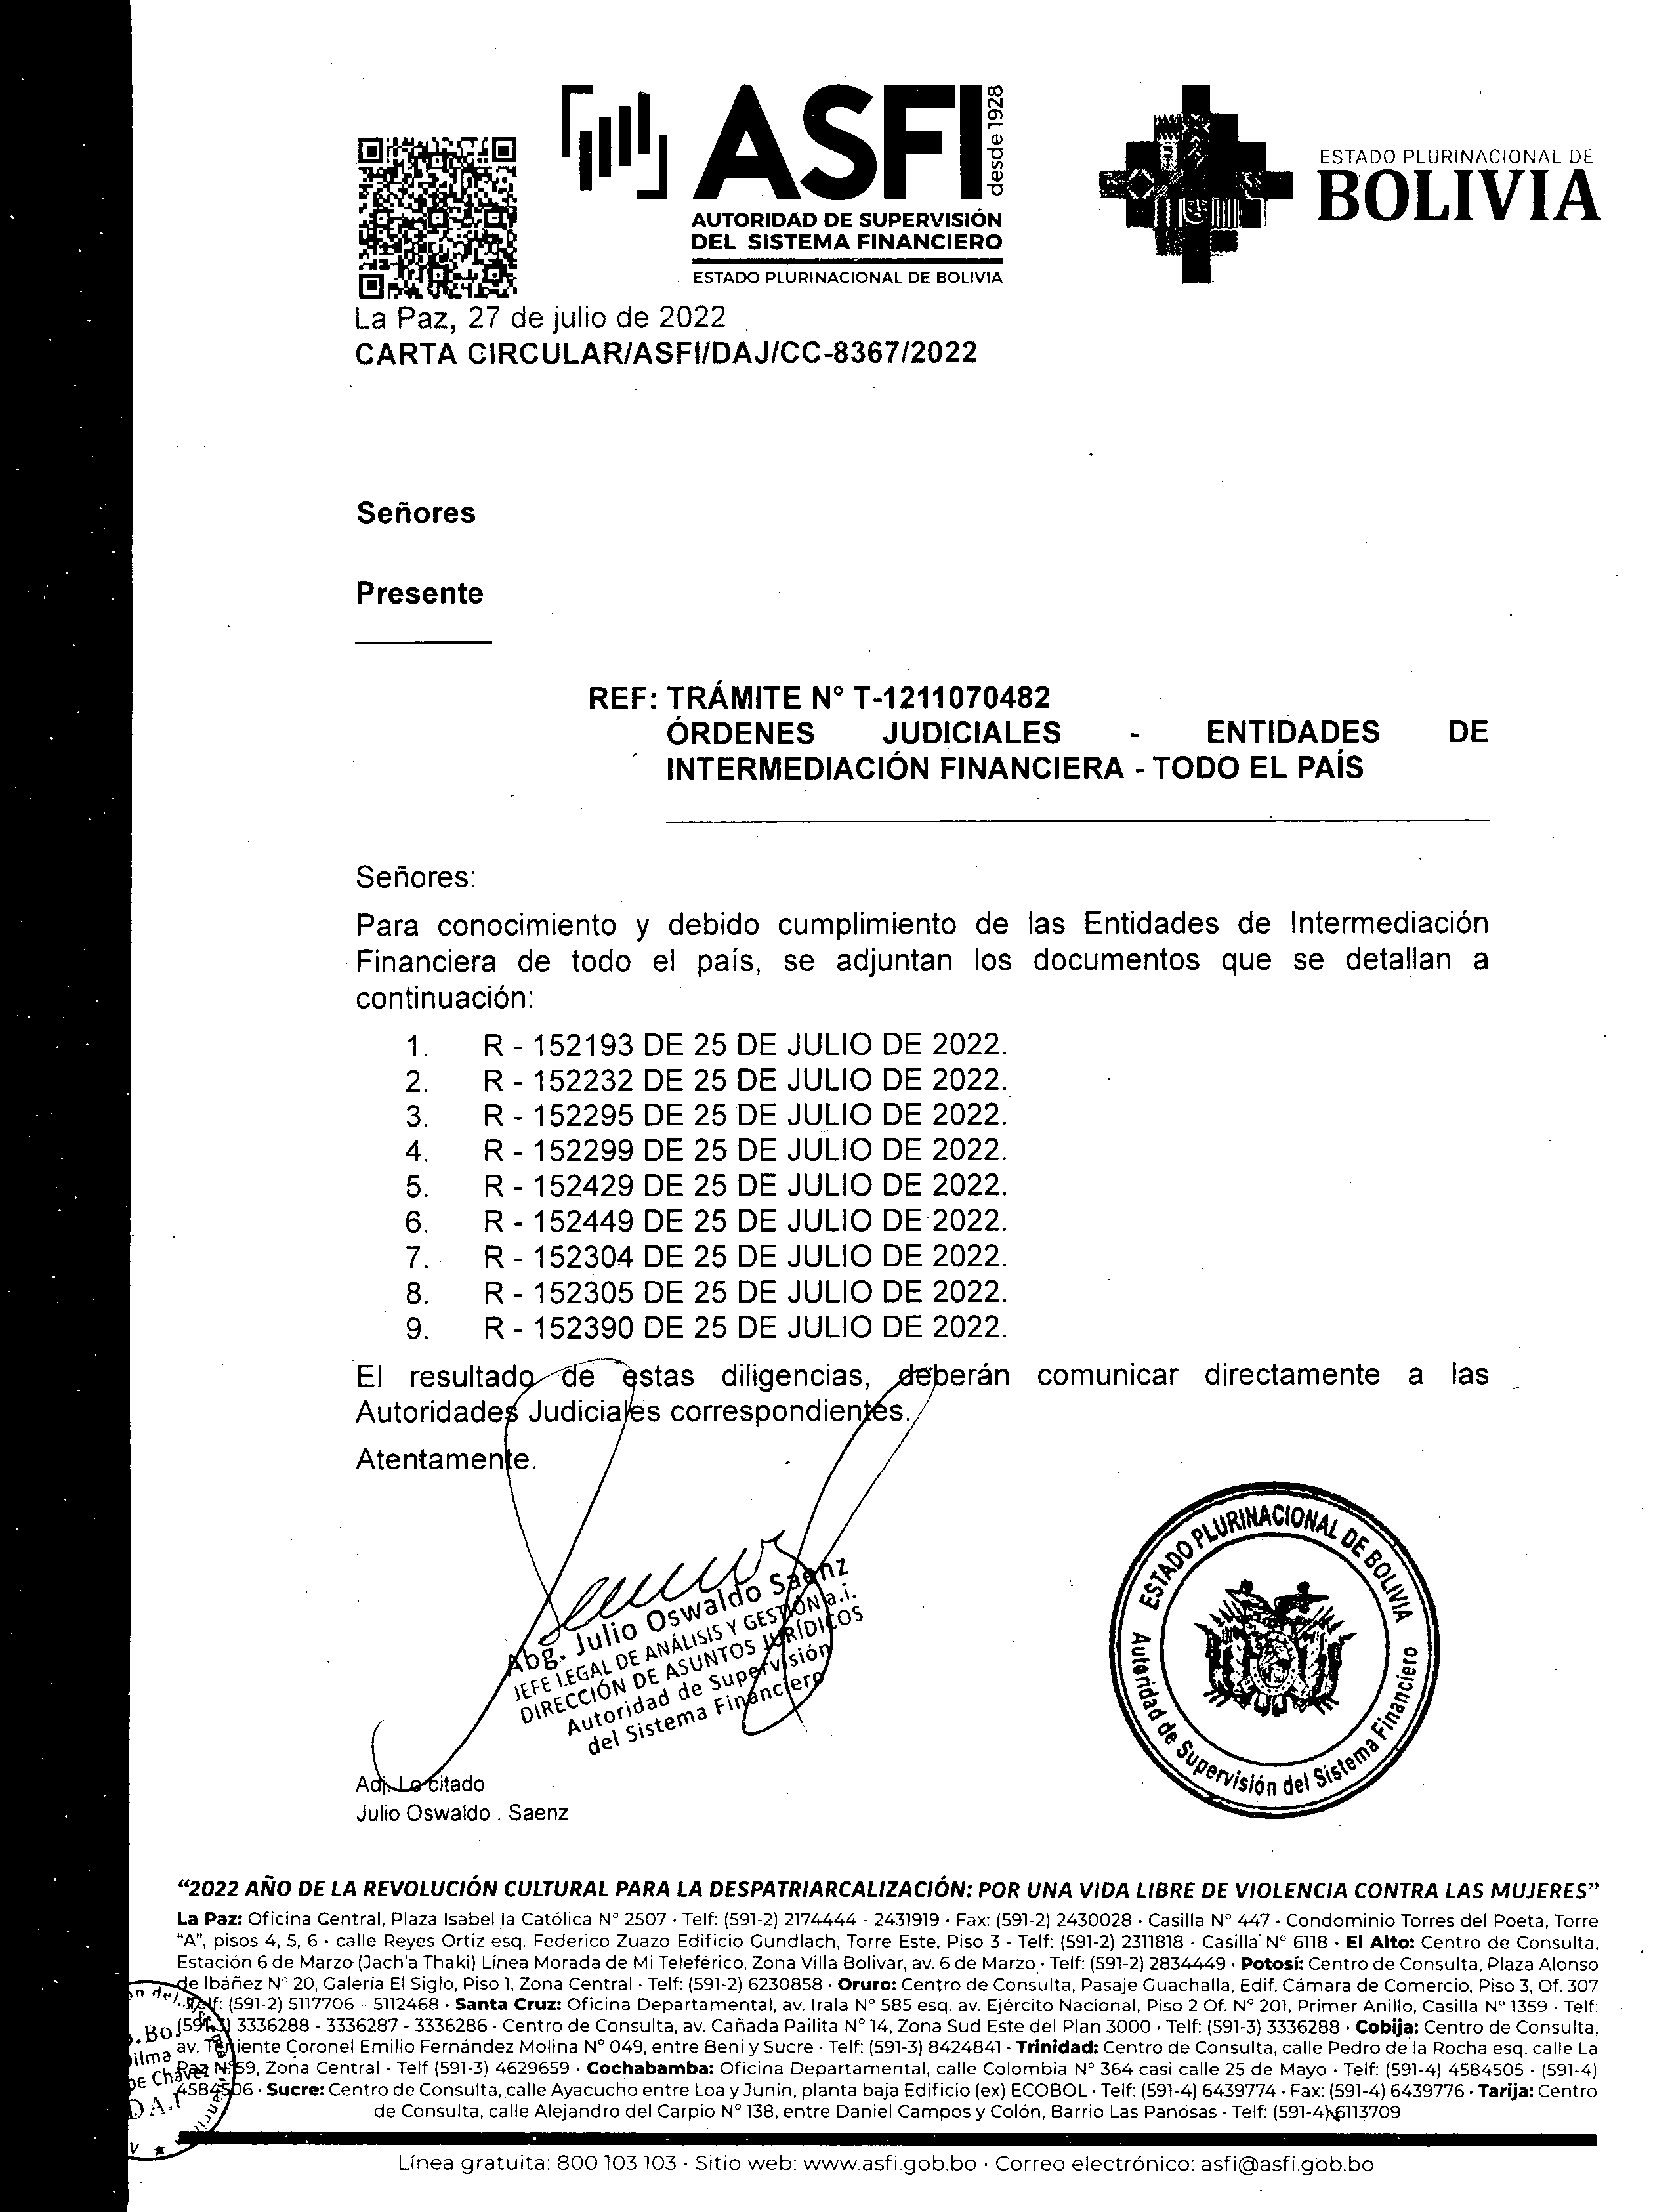 ASFI
desde 1928
AUTORIDAD DE SUPERVISIÓN
DEL SISTEMA FINANCIERO
ESTADO PLURINACIONAL DE BOLIVIA
ESTADO PLURINACIONAL DE
BOLIVIA
La Paz, 27 de julio de 2022
CARTA CIRCULAR/ASFI/DAJ/CC-8367/2022
Señores
Presente
REF: TRÁMITE N° T-1211070482
ÓRDENES JUDICIALES - ENTIDADES DE
INTERMEDIACIÓN FINANCIERA - TODO EL PAÍS
Señores:
Para conocimiento y debido cumplimiento de las Entidades de Intermediación
Financiera de todo el país, se adjuntan los documentos que se detallan a
continuación:
1. R - 152193 DE 25 DE JULIO DE 2022.
2. R - 152232 DE 25 DE JULIO DE 2022.
3. R - 152295 DE 25 DE JULIO DE 2022.
4. R - 152299 DE 25 DE JULIO DE 2022.
5. R - 152429 DE 25 DE JULIO DE 2022.
6. R - 152449 DE 25 DE JULIO DE 2022.
7. R - 152304 DE 25 DE JULIO DE 2022.
8. R - 152305 DE 25 DE JULIO DE 2022.
9. R - 152390 DE 25 DE JULIO DE 2022.
El resultado de estas diligencias, deberán comunicar directamente a las
Autoridades Judiciales correspondientes.
Atentamente.
Abg. Julio Oswaldo Saenz
JEFE LEGAL DE ANÁLISIS Y GESTIÓN a.i.
DIRECCIÓN DE ASUNTOS JURÍDICOS
Autoridad de Supervisión
del Sistema Financiero
ESTADO PLURINACIONAL DE BOLIVIA
Autoridad de Supervisión del Sistema Financiero
Adj. Lo citado
Julio Oswaldo . Saenz
“2022 AÑO DE LA REVOLUCIÓN CULTURAL PARA LA DESPATRIARCALIZACIÓN: POR UNA VIDA LIBRE DE VIOLENCIA CONTRA LAS MUJERES”
La Paz: Oficina Central, Plaza Isabel la Católica N° 2507 · Telf: (591-2) 2174444 - 2431919 · Fax: (591-2) 2430028 · Casilla N° 447 · Condominio Torres del Poeta, Torre
“A”, pisos 4, 5, 6 · calle Reyes Ortiz esq. Federico Zuazo Edificio Gundlach, Torre Este, Piso 3 · Telf: (591-2) 2311818 · Casilla N° 6118 · El Alto: Centro de Consulta,
Estación 6 de Marzo (Jach'a Thaki) Línea Morada de Mi Teleférico, Zona Villa Bolivar, av. 6 de Marzo · Telf: (591-2) 2834449 · Potosí: Centro de Consulta, Plaza Alonso
de Ibáñez N° 20, Galería El Siglo, Piso 1, Zona Central · Telf: (591-2) 6230858 · Oruro: Centro de Consulta, Pasaje Guachalla, Edif. Cámara de Comercio, Piso 3, Of. 307
Telf: (591-2) 5117706 – 5112468 · Santa Cruz: Oficina Departamental, av. Irala N° 585 esq. av. Ejército Nacional, Piso 2 Of. N° 201, Primer Anillo, Casilla N° 1359 · Telf:
(591-3) 3336288 - 3336287 - 3336286 · Centro de Consulta, av. Cañada Pailita N° 14, Zona Sud Este del Plan 3000 · Telf: (591-3) 3336288 · Cobija: Centro de Consulta,
av. Teniente Coronel Emilio Fernández Molina N° 049, entre Beni y Sucre · Telf: (591-3) 8424841 · Trinidad: Centro de Consulta, calle Pedro de la Rocha esq. calle La
Paz N°59, Zona Central · Telf (591-3) 4629659 · Cochabamba: Oficina Departamental, calle Colombia N° 364 casi calle 25 de Mayo · Telf: (591-4) 4584505 · (591-4)
4584506 · Sucre: Centro de Consulta, calle Ayacucho entre Loa y Junín, planta baja Edificio (ex) ECOBOL · Telf: (591-4) 6439774 · Fax: (591-4) 6439776 · Tarija: Centro
de Consulta, calle Alejandro del Carpio N° 138, entre Daniel Campos y Colón, Barrio Las Panosas · Telf: (591-4) 6113709
Línea gratuita: 800 103 103 · Sitio web: www.asfi.gob.bo · Correo electrónico: asfi@asfi.gob.bo